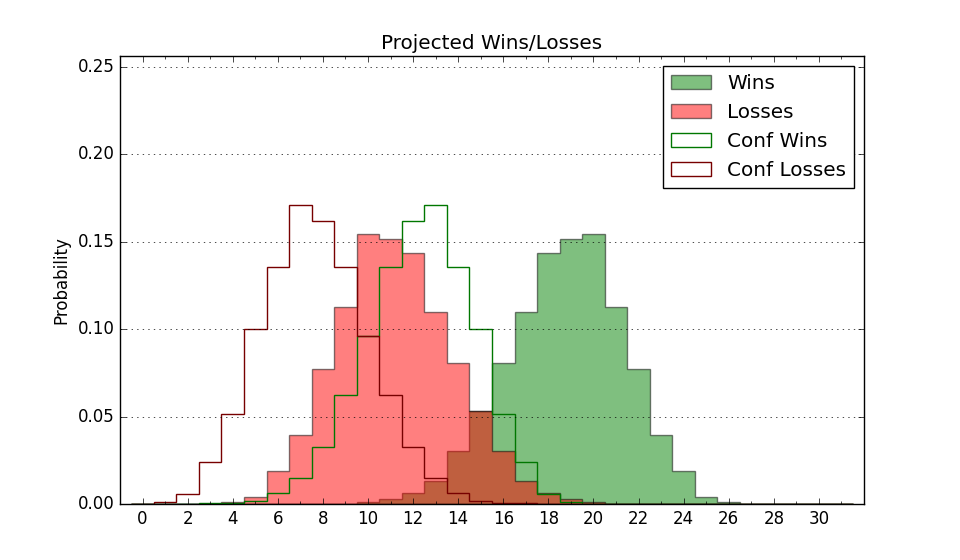 Projected Wins/Losses
0.25
0.20
0.15
0.10
0.05
0.00
Probability
Wins
Losses
Conf Wins
Conf Losses
0 2 4 6 8 10 12 14 16 18 20 22 24 26 28 30